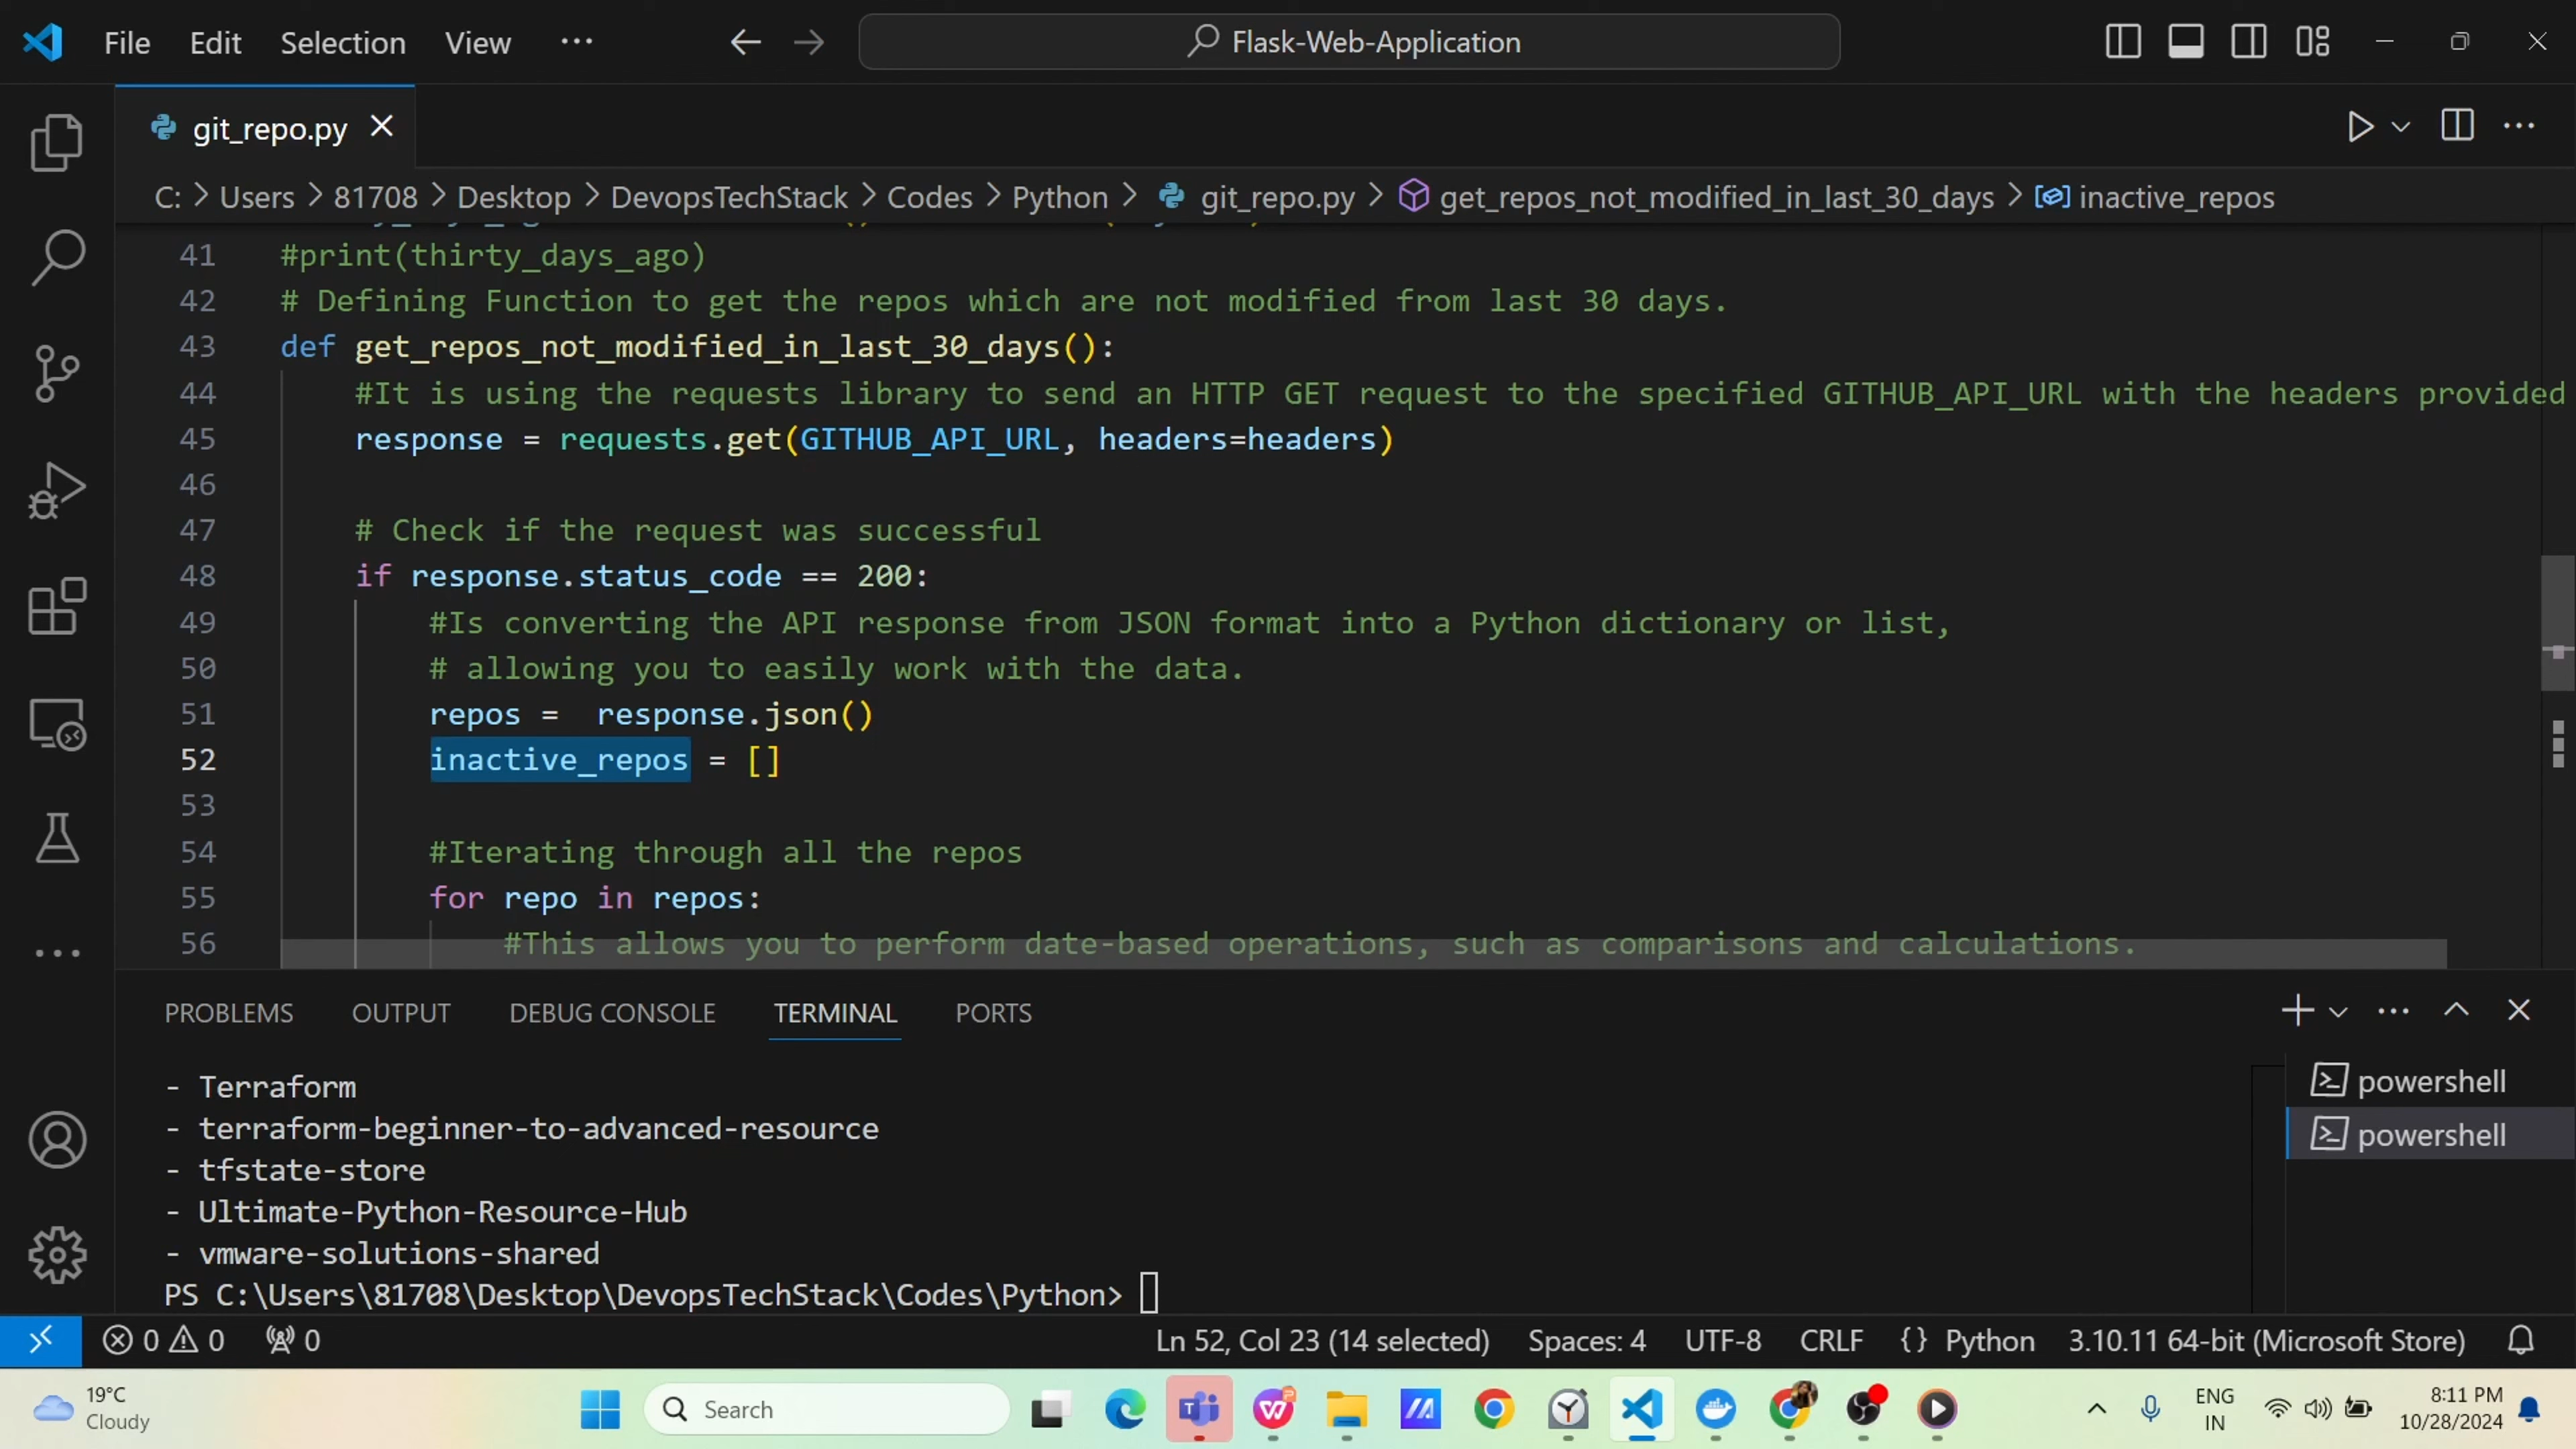 File Edit Selection View ··· Flask-Web-Application
git_repo.py
C: > Users > 81708 > Desktop > DevopsTechStack > Codes > Python > git_repo.py > get_repos_not_modified_in_last_30_days > inactive_repos
41 #print(thirty_days_ago)
42 # Defining Function to get the repos which are not modified from last 30 days.
43 def get_repos_not_modified_in_last_30_days():
44 #It is using the requests library to send an HTTP GET request to the specified GITHUB_API_URL with the headers provided
45 response = requests.get(GITHUB_API_URL, headers=headers)
46
47 # Check if the request was successful
48 if response.status_code == 200:
49 #Is converting the API response from JSON format into a Python dictionary or list,
50 # allowing you to easily work with the data.
51 repos =  response.json()
52 inactive_repos = []
53
54 #Iterating through all the repos
55 for repo in repos:
56 #This allows you to perform date-based operations, such as comparisons and calculations.
PROBLEMS OUTPUT DEBUG CONSOLE TERMINAL PORTS
- Terraform
- terraform-beginner-to-advanced-resource
- tfstate-store
- Ultimate-Python-Resource-Hub
- vmware-solutions-shared
PS C:\Users\81708\Desktop\DevopsTechStack\Codes\Python>
powershell
powershell
0 0 0 Ln 52, Col 23 (14 selected) Spaces: 4 UTF-8 CRLF {} Python 3.10.11 64-bit (Microsoft Store)
19°C
Cloudy
Search
ENG
IN
8:11 PM
10/28/2024